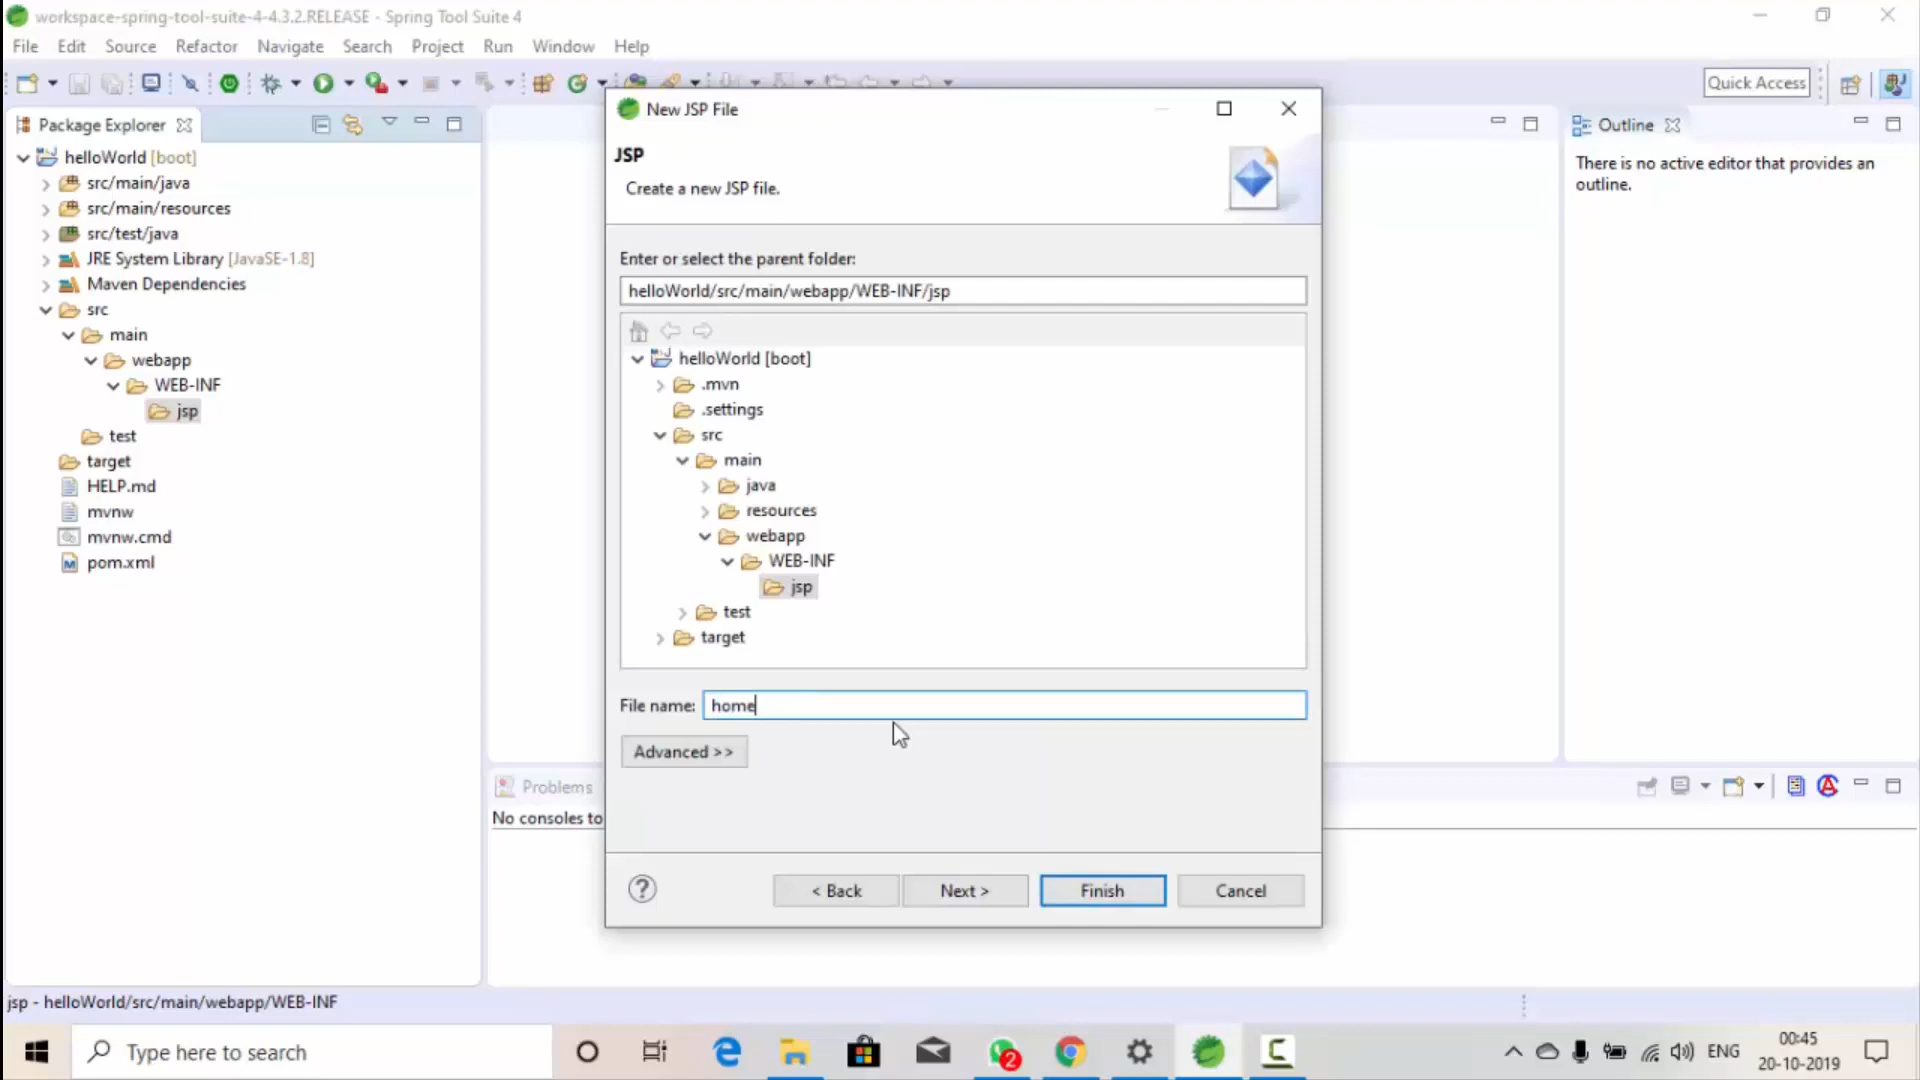 workspace-spring-tool-suite-4-4.3.2.RELEASE - Spring Tool Suite 4
File Edit Source Refactor Navigate Search Project Run Window Help
Quick Access
Package Explorer
helloWorld [boot]
src/main/java
src/main/resources
src/test/java
JRE System Library [JavaSE-1.8]
Maven Dependencies
src
main
webapp
WEB-INF
jsp
test
target
HELP.md
mvnw
mvnw.cmd
pom.xml
New JSP File
JSP
Create a new JSP file.
Enter or select the parent folder:
helloWorld/src/main/webapp/WEB-INF/jsp
helloWorld [boot]
.mvn
.settings
src
main
java
resources
webapp
WEB-INF
jsp
test
target
File name: home
Advanced >>
< Back Next > Finish Cancel
Outline
There is no active editor that provides an
outline.
Problems
No consoles to
jsp - helloWorld/src/main/webapp/WEB-INF
Type here to search
2
ENG
00:45
20-10-2019